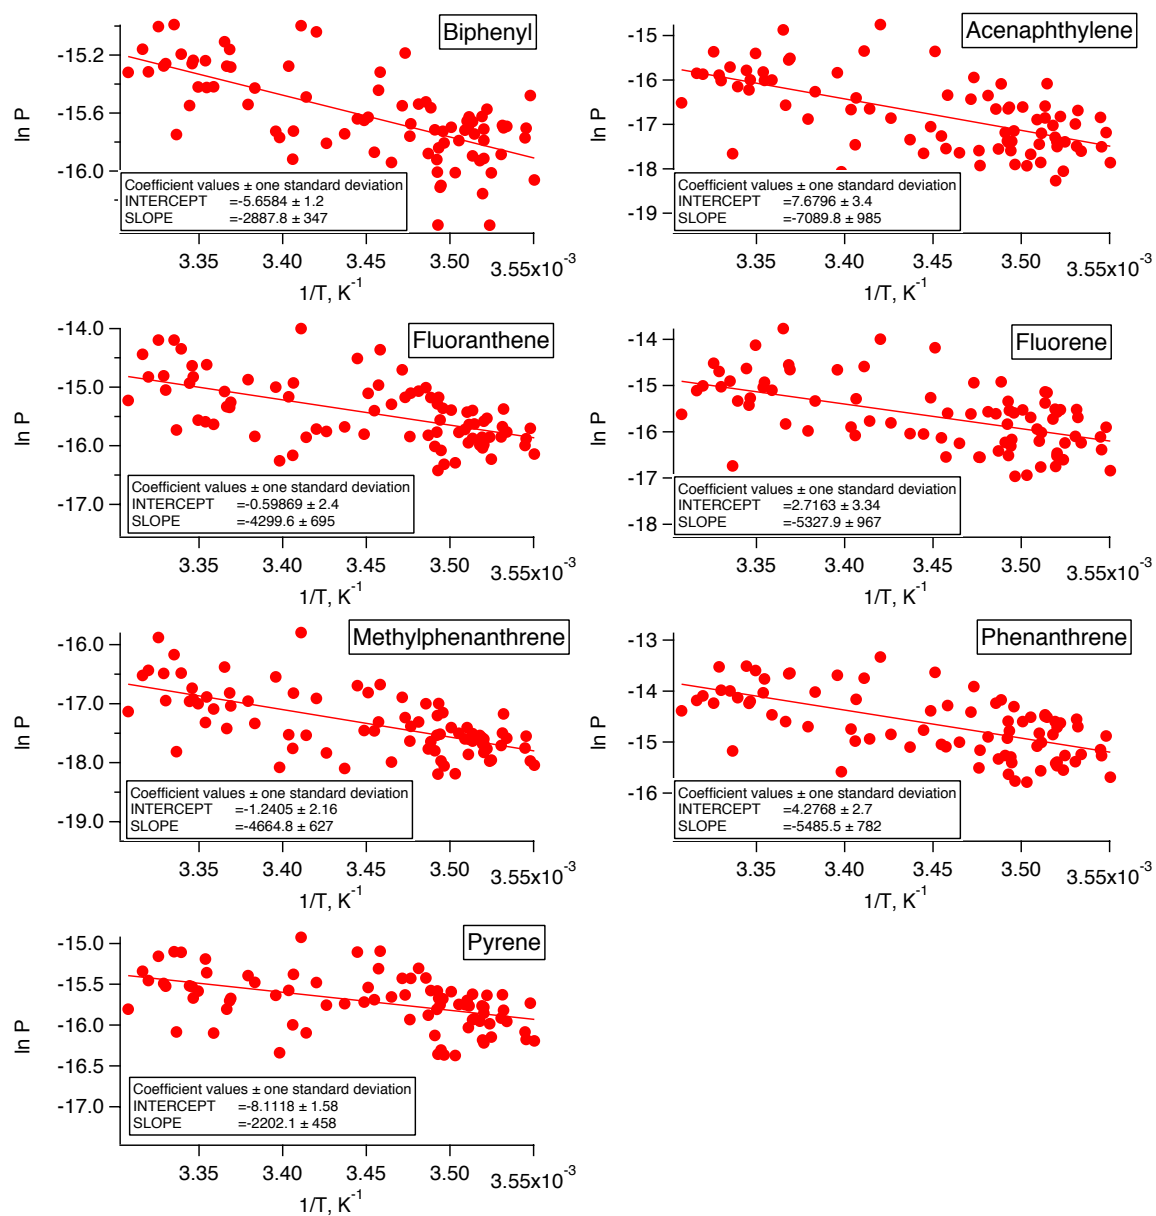 Biphenyl
-15.2
-15.6
-16.0
-
ln P
Coefficient values ± one standard deviation
INTERCEPT =-5.6584 ± 1.2
SLOPE =-2887.8 ± 347
3.35 3.40 3.45 3.50 3.55x10-3
1/T, K-1
Acenaphthylene
-15
-16
-17
-18
-19
ln P
Coefficient values ± one standard deviation
INTERCEPT =7.6796 ± 3.4
SLOPE =-7089.8 ± 985
3.35 3.40 3.45 3.50 3.55x10-3
1/T, K-1
Fluoranthene
-14.0
-15.0
-16.0
-17.0
ln P
Coefficient values ± one standard deviation
INTERCEPT =-0.59869 ± 2.4
SLOPE =-4299.6 ± 695
3.35 3.40 3.45 3.50 3.55x10-3
1/T, K-1
Fluorene
-14
-15
-16
-17
-18
ln P
Coefficient values ± one standard deviation
INTERCEPT =2.7163 ± 3.34
SLOPE =-5327.9 ± 967
3.35 3.40 3.45 3.50 3.55x10-3
1/T, K-1
Methylphenanthrene
-16.0
-17.0
-18.0
-19.0
ln P
Coefficient values ± one standard deviation
INTERCEPT =-1.2405 ± 2.16
SLOPE =-4664.8 ± 627
3.35 3.40 3.45 3.50 3.55x10-3
1/T, K-1
Phenanthrene
-13
-14
-15
-16
ln P
Coefficient values ± one standard deviation
INTERCEPT =4.2768 ± 2.7
SLOPE =-5485.5 ± 782
3.35 3.40 3.45 3.50 3.55x10-3
1/T, K-1
Pyrene
-15.0
-15.5
-16.0
-16.5
-17.0
ln P
Coefficient values ± one standard deviation
INTERCEPT =-8.1118 ± 1.58
SLOPE =-2202.1 ± 458
3.35 3.40 3.45 3.50 3.55x10-3
1/T, K-1